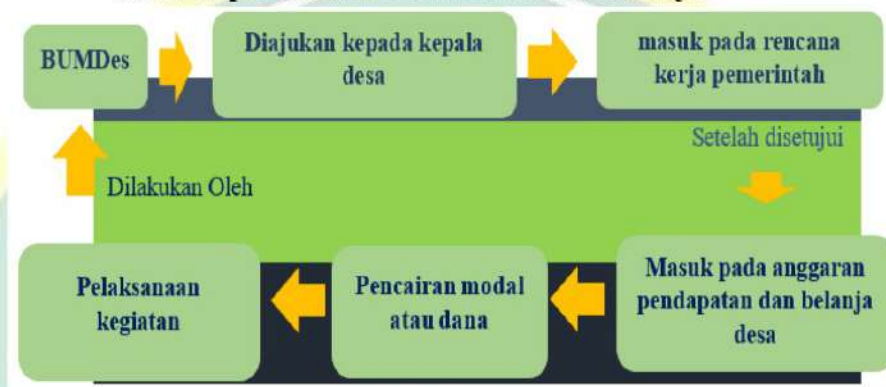 BUMDes
Diajukan kepada kepala
desa
masuk pada rencana
kerja pemerintah
Setelah disetujui
Masuk pada anggaran
pendapatan dan belanja
desa
Pencairan modal
atau dana
Pelaksanaan
kegiatan
Dilakukan Oleh